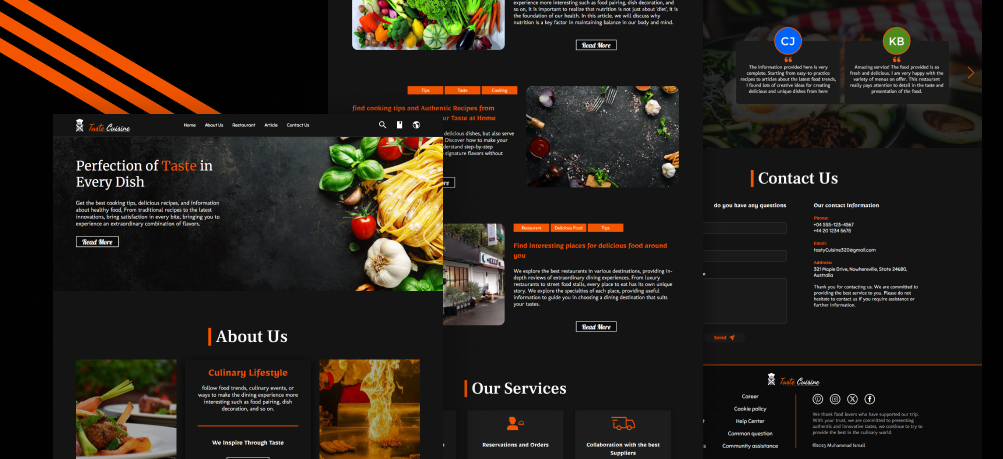 Taste Cuisine
Home About Us Restaurant Article Contact Us
Perfection of Taste in
Every Dish
Get the best cooking tips, delicious recipes, and information
about healthy food. From traditional recipes to the latest
innovations, bring satisfaction in every bite, bringing you to
experience an extraordinary combination of flavors.
Read More
About Us
Culinary Lifestyle
follow food trends, culinary events, or
ways to make the dining experience more
interesting such as food pairing, dish
decoration, and so on.
We Inspire Through Taste
experience more interesting such as food pairing, dish decoration, and
so on, it is important to realize that nutrition is not just about 'diet', it is
the foundation of our health. In this article, we will discuss why
nutrition is a key factor in maintaining balance in our body and mind.
Read More
Tips Taste Cooking
find cooking tips and Authentic Recipes from
ur Taste at Home
delicious dishes, but also serve
Discover how to make your
derstand step-by-step
signature flavors without
Restaurant Delicious Food Tips
Find interesting places for delicious food around
you
We explore the best restaurants in various destinations, providing in-
depth reviews of extraordinary dining experiences. From luxury
restaurants to street food stalls, every place to eat has its own unique
story. We explore the specialties of each place, providing useful
information to guide you in choosing a dining destination that suits
your tastes.
Read More
Our Services
Reservations and Orders
Collaboration with the best
Suppliers
CJ
The information provided here is very
complete. Starting from easy-to-practice
recipes to articles about the latest food trends,
I found lots of creative ideas for creating
delicious and unique dishes from here
KB
Amazing service! The food provided is so
fresh and delicious. I am very happy with the
variety of menus on offer. This restaurant
really pays attention to detail in the taste and
presentation of the food.
Contact Us
do you have any questions
Send
Our contact information
Phone:
+04 555-123-4567
+44 20 1234 5678
Email:
tastyCuisine320@gmail.com
Address:
321 Maple Drive, Nowheresville, State 24680,
Australia
Thank you for contacting us. We are committed to
providing the best service to you. Please do not
hesitate to contact us if you require assistance or
further information.
Taste Cuisine
Career
Cookie policy
Help Center
Common question
Community assistance
We thank food lovers who have supported our trip.
With your trust, we are committed to presenting
authentic and innovative tastes, we continue to try to
provide the best in the culinary world.
©2023 Muhammad Ismail